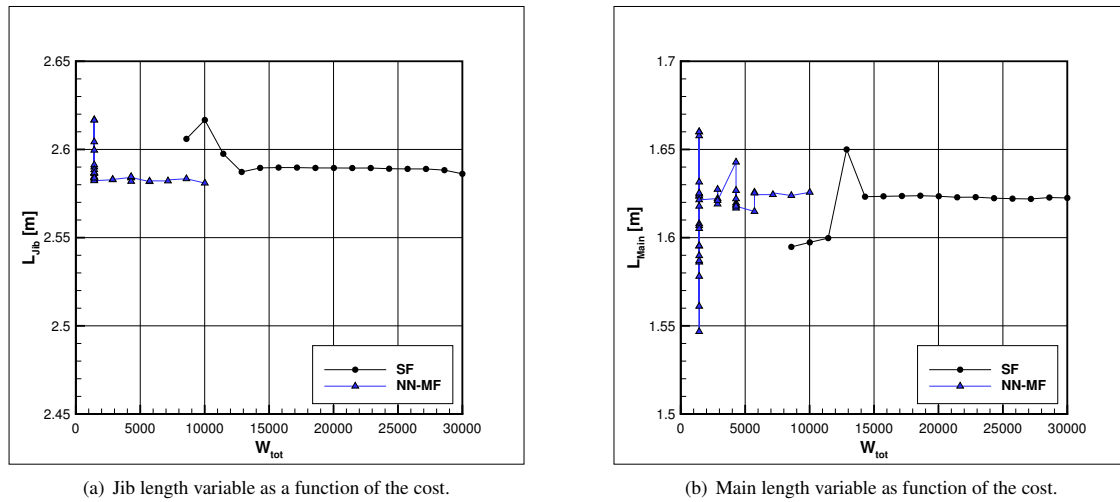 2.65
2.6
2.55
2.5
2.45
L_Jib [m]
0 5000 10000 15000 20000 25000 30000
W_tot
SF
NN-MF
(a) Jib length variable as a function of the cost.
1.7
1.65
1.6
1.55
1.5
L_Main [m]
0 5000 10000 15000 20000 25000 30000
W_tot
SF
NN-MF
(b) Main length variable as function of the cost.